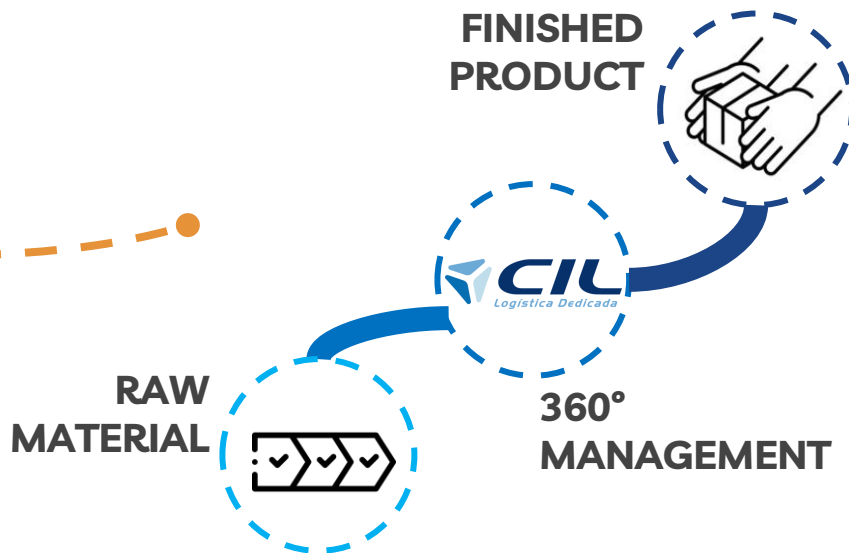 FINISHED
PRODUCT
CIL
Logística Dedicada
RAW
MATERIAL
360°
MANAGEMENT